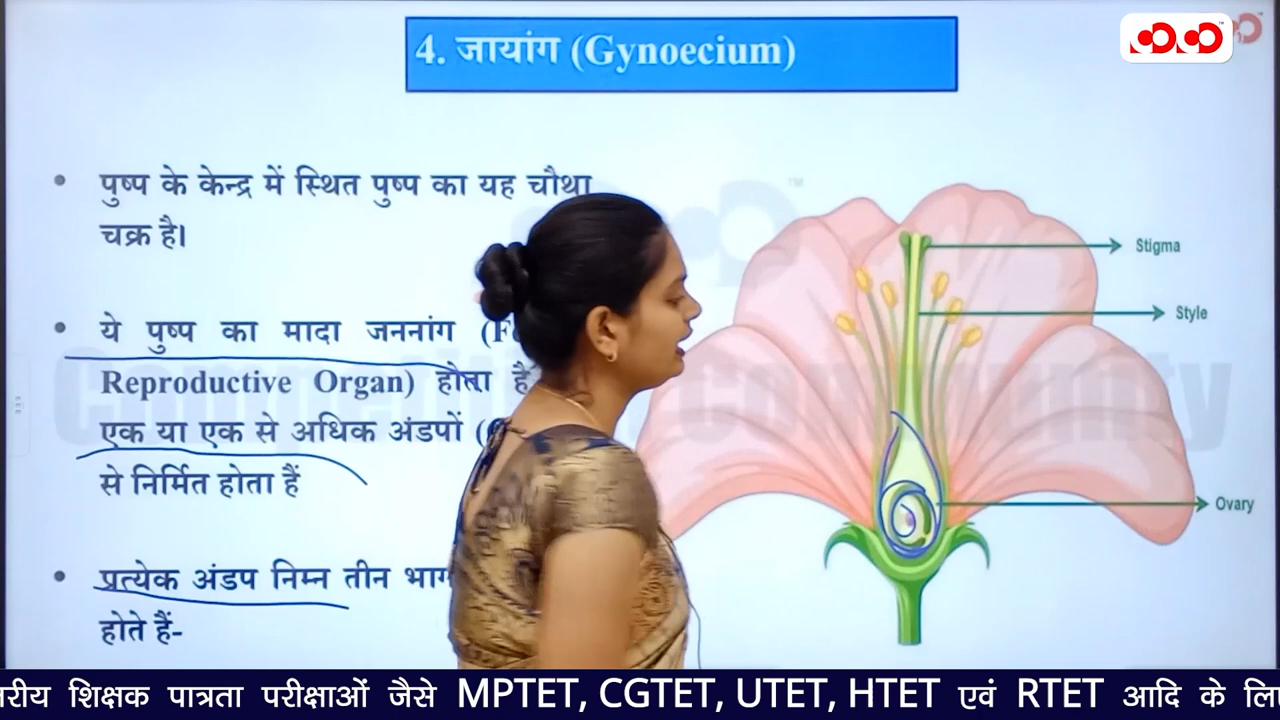 4. जायांग (Gynoecium)
पुष्प के केन्द्र में स्थित पुष्प का यह चौथा
चक्र है।
ये पुष्प का मादा जननांग
Reproductive Organ) होता है
एक या एक से अधिक अंडपों
से निर्मित होता हैं
प्रत्येक अंडप निम्न तीन
होते हैं-
Stigma
Style
Ovary
शिक्षक पात्रता परीक्षाओं जैसे MPTET, CGTET, UTET, HTET एवं RTET आदि के